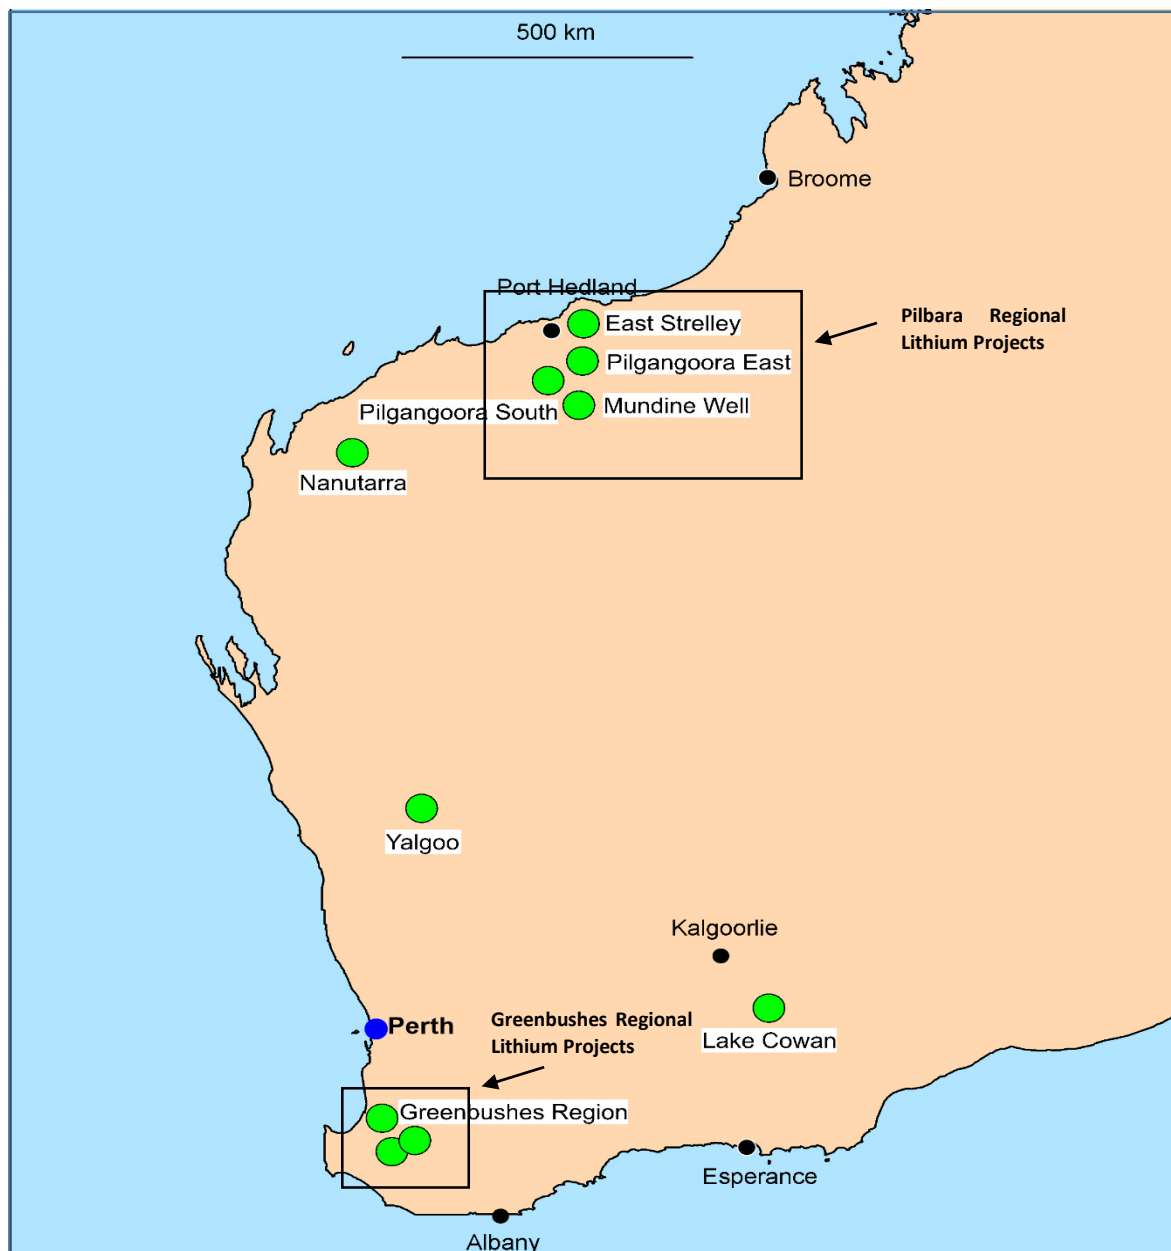 500 km
Broome
Port Hedland
East Strelley
Pilbara Regional
Lithium Projects
Pilgangoora East
Pilgangoora South
Mundine Well
Nanutarra
Yalgoo
Kalgoorlie
Lake Cowan
Perth
Greenbushes Regional
Lithium Projects
Greenbushes Region
Esperance
Albany